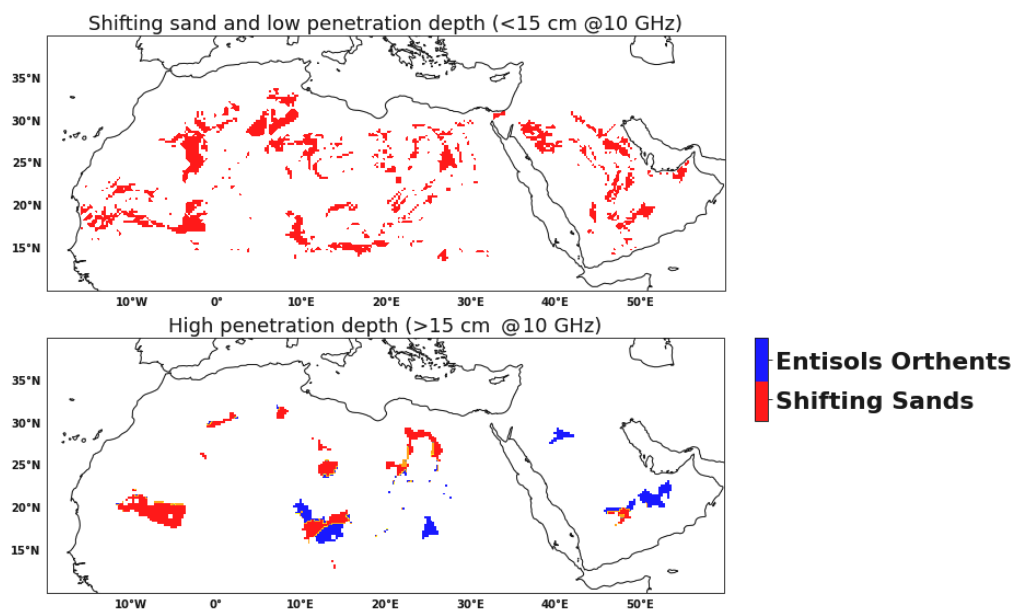 Shifting sand and low penetration depth (<15 cm @10 GHz)
35°N
30°N
25°N
20°N
15°N
10°W 0° 10°E 20°E 30°E 40°E 50°E
High penetration depth (>15 cm  @10 GHz)
35°N
30°N
25°N
20°N
15°N
10°W 0° 10°E 20°E 30°E 40°E 50°E
Entisols Orthents
Shifting Sands